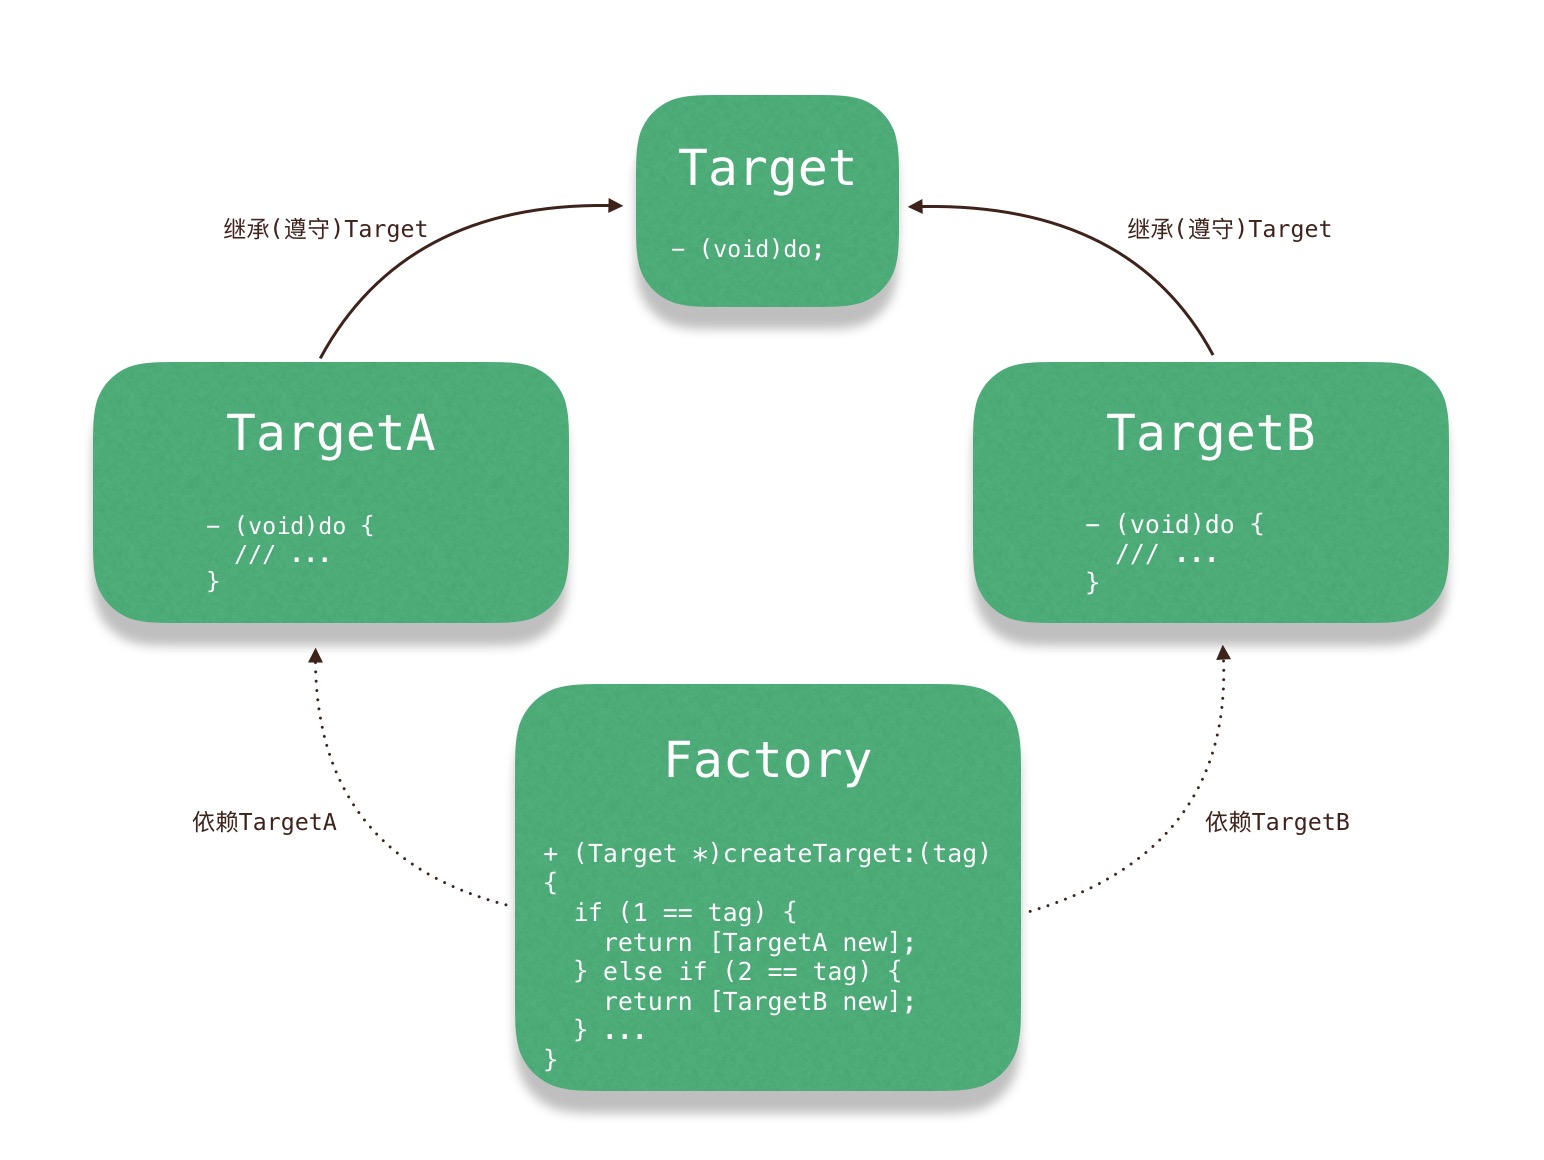 Target
− (void)do;
继承(遵守)Target
继承(遵守)Target
TargetA
− (void)do {
/// ...
}
TargetB
− (void)do {
/// ...
}
依赖TargetA
依赖TargetB
Factory
+ (Target *)createTarget:(tag)
{
if (1 == tag) {
return [TargetA new];
} else if (2 == tag) {
return [TargetB new];
} ...
}